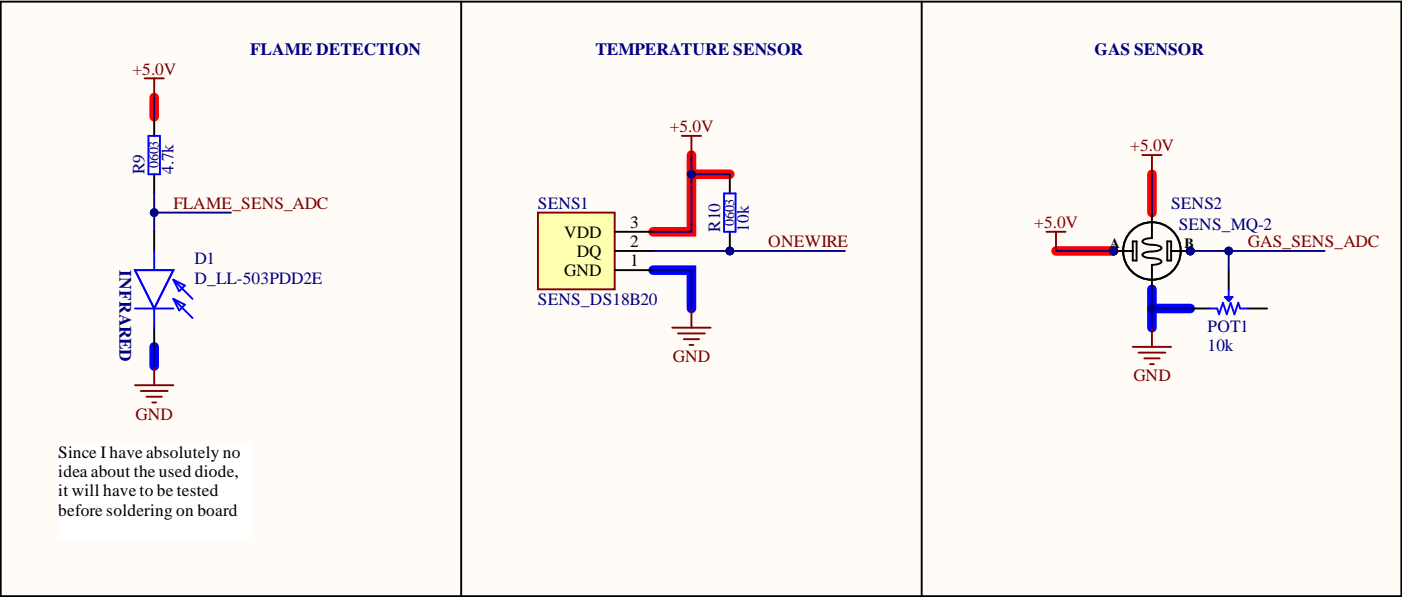 FLAME DETECTION
+5.0V
R9
0603
4.7k
FLAME_SENS_ADC
D1
D_LL-503PDD2E
INFRARED
GND
Since I have absolutely no
idea about the used diode,
it will have to be tested
before soldering on board
TEMPERATURE SENSOR
+5.0V
SENS1
VDD 3
DQ 2
GND 1
SENS_DS18B20
R10
0603
10k
ONEWIRE
GND
GAS SENSOR
+5.0V
+5.0V
SENS2
SENS_MQ-2
A
B
GAS_SENS_ADC
POT1
10k
GND